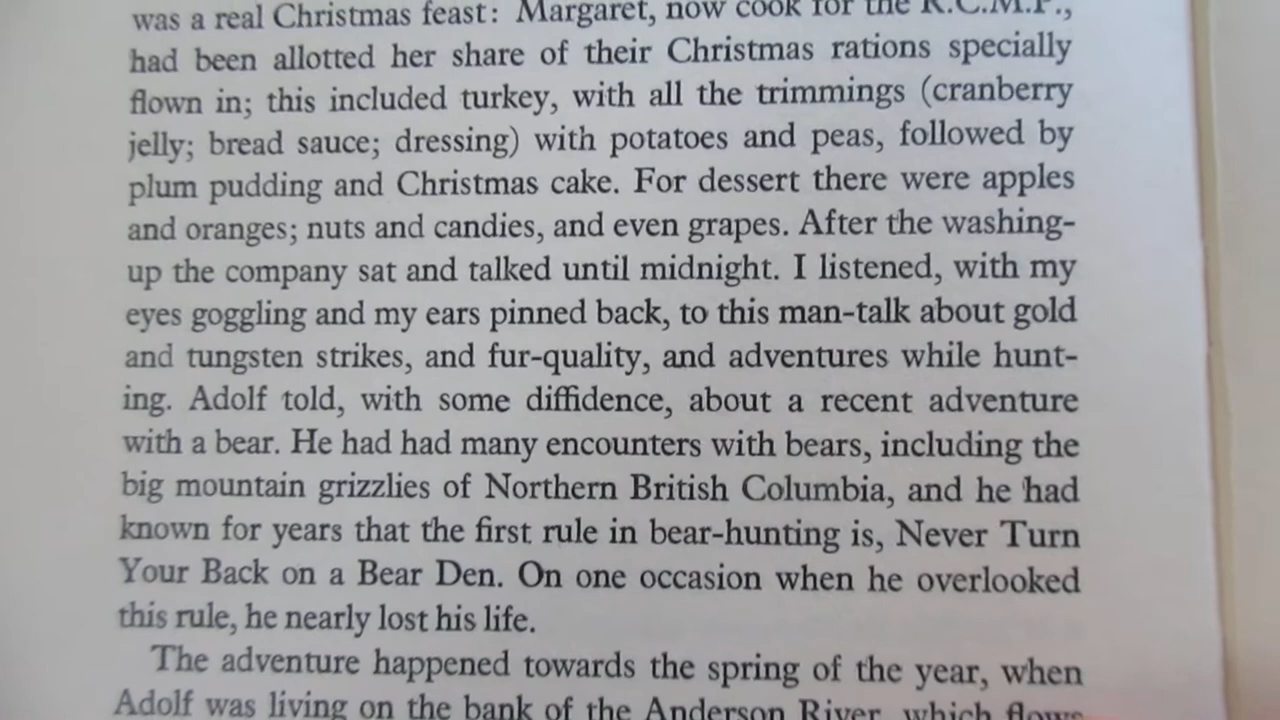 was a real Christmas feast: Margaret, now cook for the R.C.M.P.,
had been allotted her share of their Christmas rations specially
flown in; this included turkey, with all the trimmings (cranberry
jelly; bread sauce; dressing) with potatoes and peas, followed by
plum pudding and Christmas cake. For dessert there were apples
and oranges; nuts and candies, and even grapes. After the washing-
up the company sat and talked until midnight. I listened, with my
eyes goggling and my ears pinned back, to this man-talk about gold
and tungsten strikes, and fur-quality, and adventures while hunt-
ing. Adolf told, with some diffidence, about a recent adventure
with a bear. He had had many encounters with bears, including the
big mountain grizzlies of Northern British Columbia, and he had
known for years that the first rule in bear-hunting is, Never Turn
Your Back on a Bear Den. On one occasion when he overlooked
this rule, he nearly lost his life.
The adventure happened towards the spring of the year, when
Adolf was living on the bank of the Anderson River, which flows